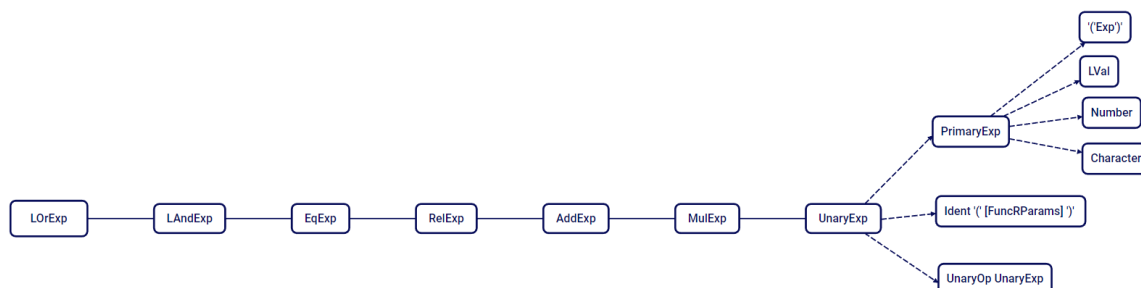 '('Exp')'
LVal
Number
Character
PrimaryExp
LOrExp
LAndExp
EqExp
RelExp
AddExp
MulExp
UnaryExp
Ident '(' [FuncRParams] ')'
UnaryOp UnaryExp